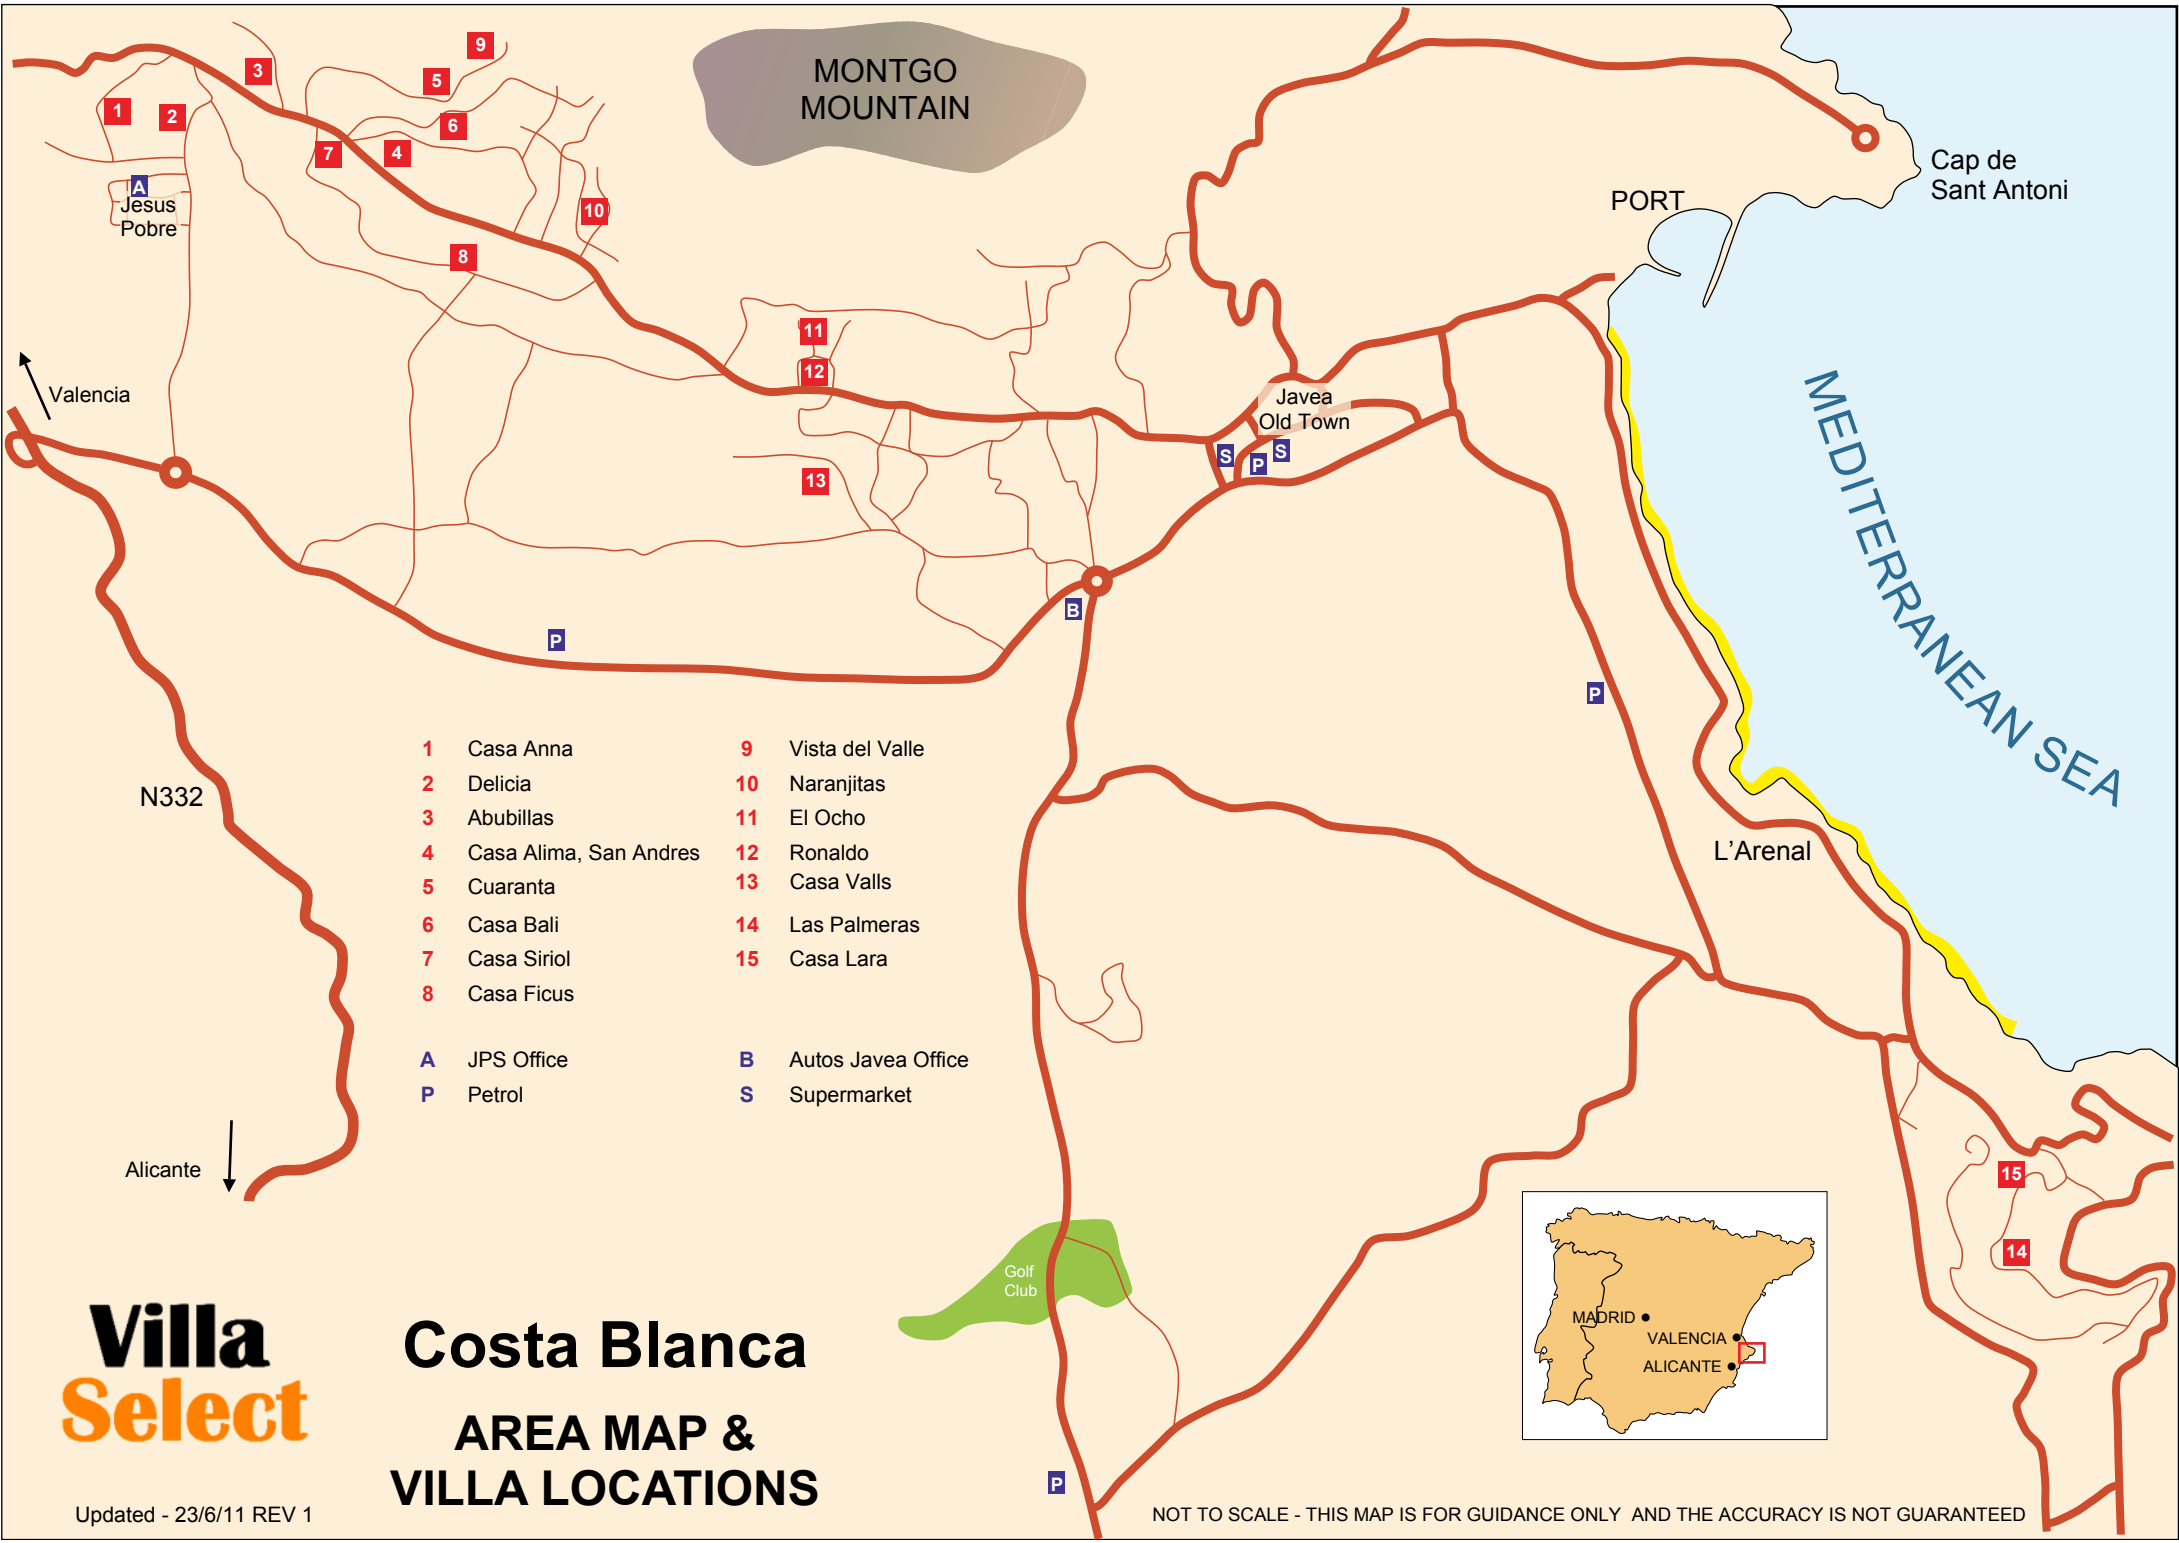 MONTGO
MOUNTAIN
9
3
5
1
2
6
7
4
A
Jesus
Pobre
10
8
Cap de
Sant Antoni
PORT
11
12
Valencia
Javea
Old Town
S
P
S
13
MEDITERRANEAN SEA
B
P
P
1 Casa Anna
2 Delicia
3 Abubillas
4 Casa Alima, San Andres
5 Cuaranta
6 Casa Bali
7 Casa Siriol
8 Casa Ficus
9 Vista del Valle
10 Naranjitas
11 El Ocho
12 Ronaldo
13 Casa Valls
14 Las Palmeras
15 Casa Lara
A JPS Office
P Petrol
B Autos Javea Office
S Supermarket
N332
L'Arenal
Alicante
15
14
Golf
Club
MADRID
VALENCIA
ALICANTE
Villa
Select
Costa Blanca
AREA MAP &
VILLA LOCATIONS
P
Updated - 23/6/11 REV 1
NOT TO SCALE - THIS MAP IS FOR GUIDANCE ONLY AND THE ACCURACY IS NOT GUARANTEED